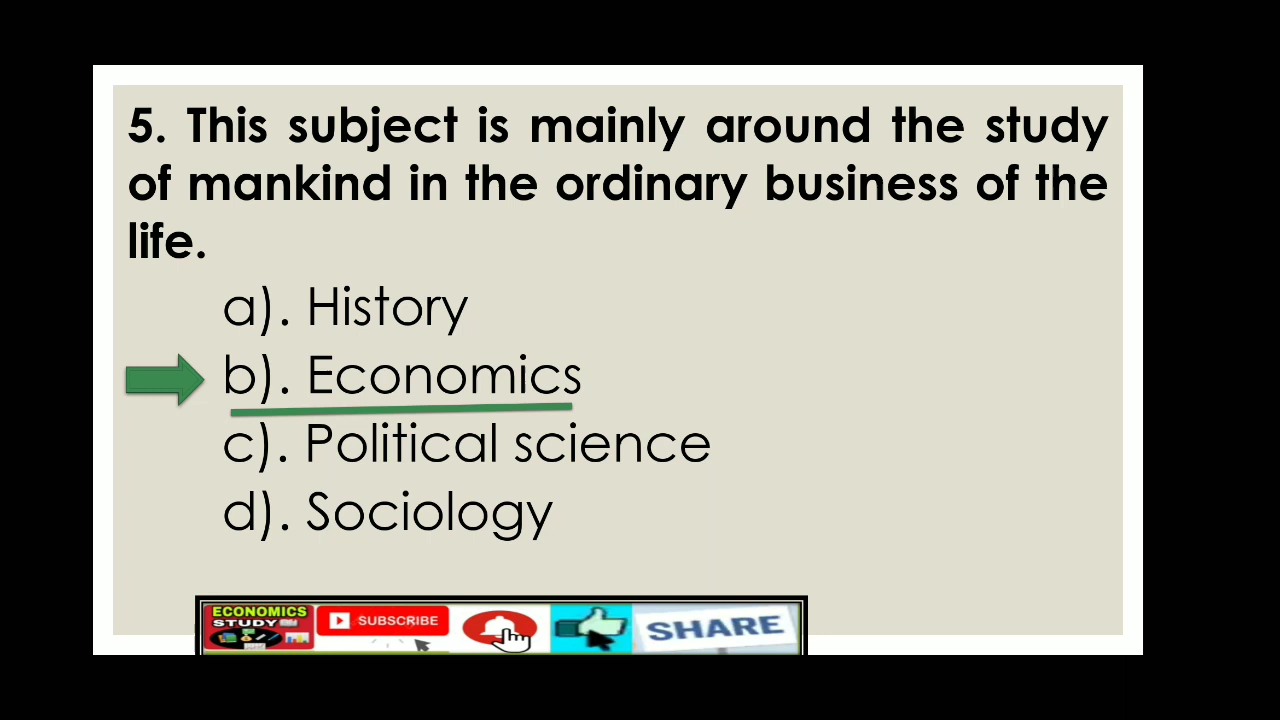 5. This subject is mainly around the study
of mankind in the ordinary business of the
life.
a). History
b). Economics
c). Political science
d). Sociology
ECONOMICS
STUDY
SUBSCRIBE
SHARE